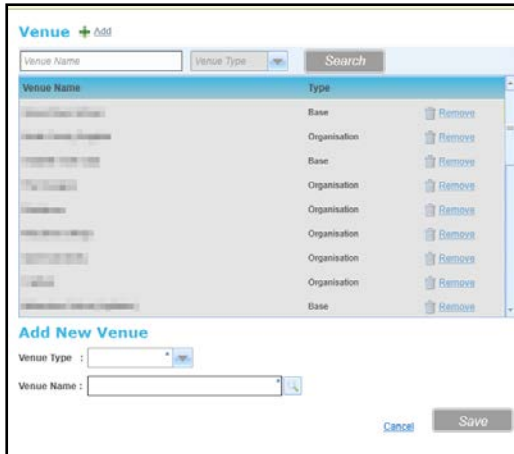 Venue Add
Venue Name Venue Type Search
Venue Name Type
Base Remove
Organisation Remove
Base Remove
Organisation Remove
Organisation Remove
Organisation Remove
Organisation Remove
Organisation Remove
Base Remove
Add New Venue
Venue Type : *
Venue Name : *
Cancel Save